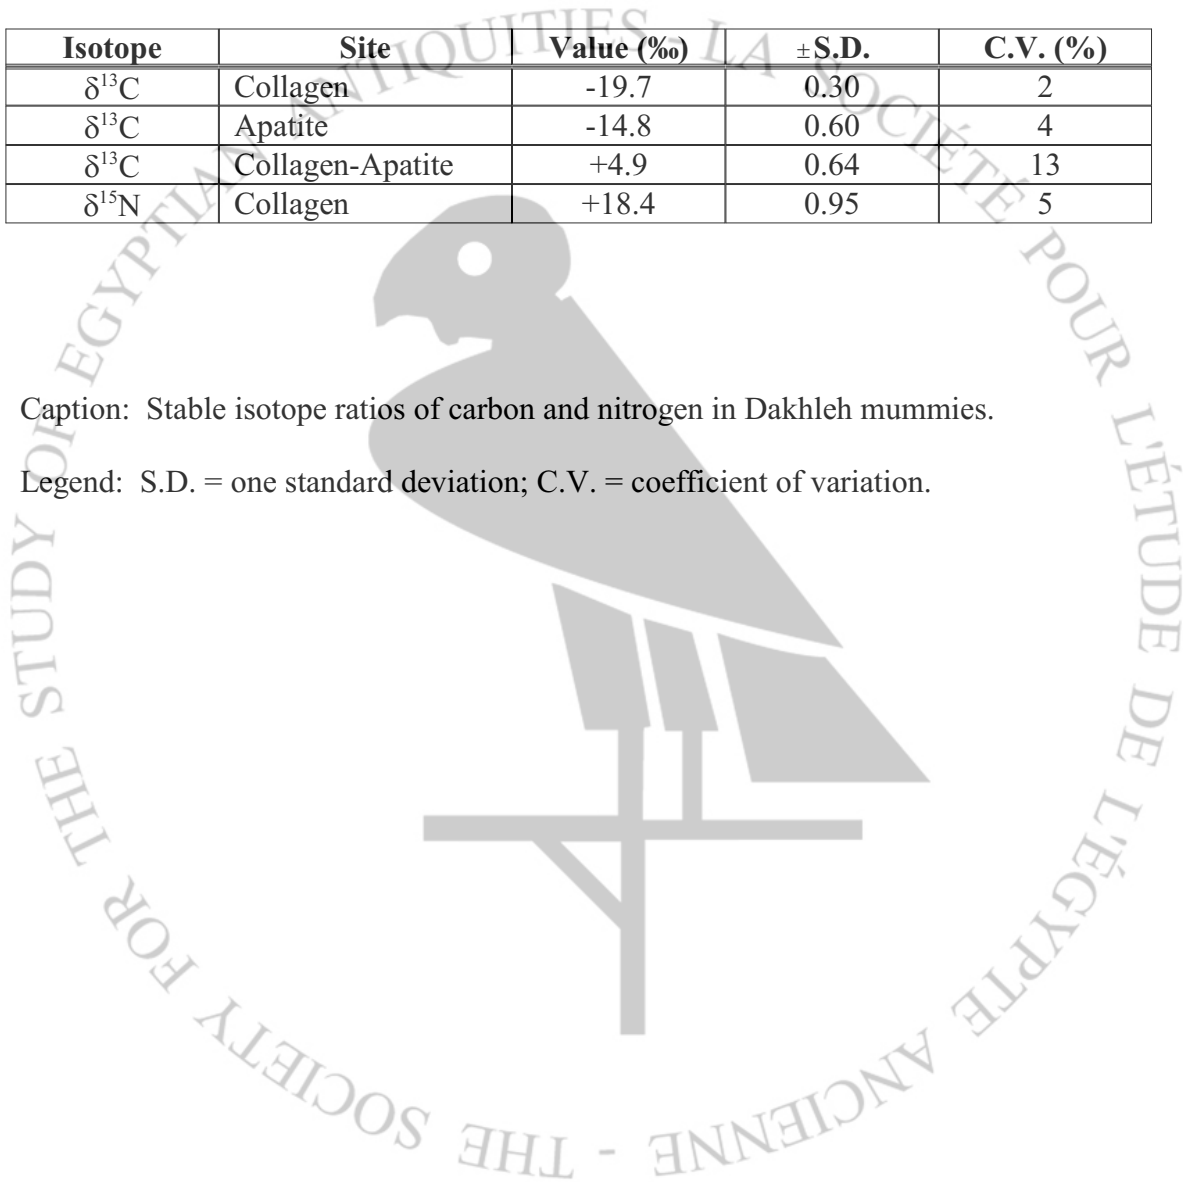 Isotope Site Value (‰) ±S.D. C.V. (%)
δ¹³C Collagen -19.7 0.30 2
δ¹³C Apatite -14.8 0.60 4
δ¹³C Collagen-Apatite +4.9 0.64 13
δ¹⁵N Collagen +18.4 0.95 5
Caption: Stable isotope ratios of carbon and nitrogen in Dakhleh mummies.
Legend: S.D. = one standard deviation; C.V. = coefficient of variation.
THE SOCIETY FOR THE STUDY OF EGYPTIAN ANTIQUITIES - LA SOCIÉTÉ POUR L'ÉTUDE DE L'ÉGYPTE ANCIENNE -